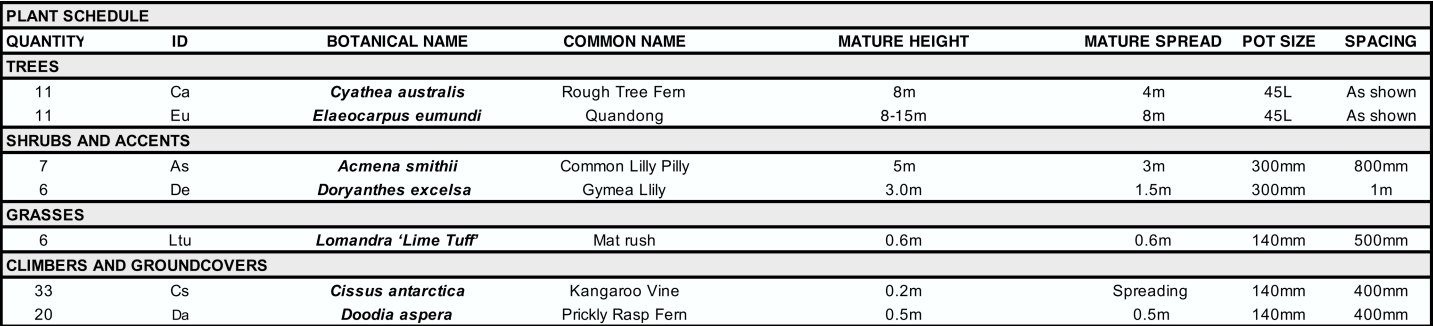 PLANT SCHEDULE
QUANTITY ID BOTANICAL NAME COMMON NAME MATURE HEIGHT MATURE SPREAD POT SIZE SPACING
TREES
11 Ca Cyathea australis Rough Tree Fern 8m 4m 45L As shown
11 Eu Elaeocarpus eumundi Quandong 8-15m 8m 45L As shown
SHRUBS AND ACCENTS
7 As Acmena smithii Common Lilly Pilly 5m 3m 300mm 800mm
6 De Doryanthes excelsa Gymea Llily 3.0m 1.5m 300mm 1m
GRASSES
6 Ltu Lomandra ‘Lime Tuff’ Mat rush 0.6m 0.6m 140mm 500mm
CLIMBERS AND GROUNDCOVERS
33 Cs Cissus antarctica Kangaroo Vine 0.2m Spreading 140mm 400mm
20 Da Doodia aspera Prickly Rasp Fern 0.5m 0.5m 140mm 400mm